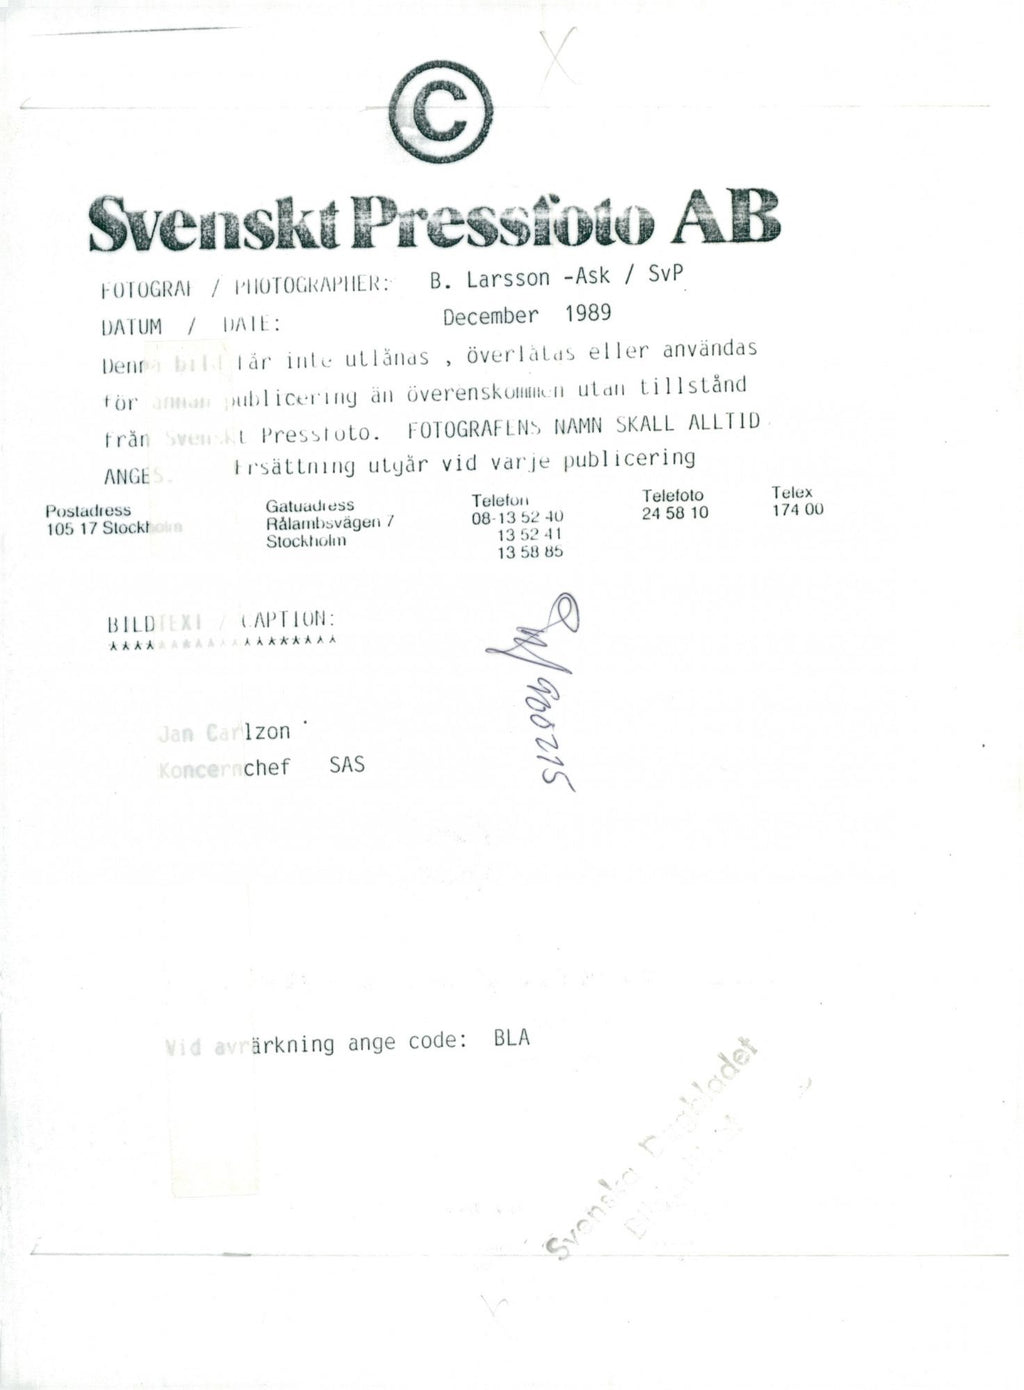 ©
Svenskt Pressfoto AB
FOTOGRAF / PHOTOGRAPHER: B. Larsson -Ask / SvP
DATUM / DATE: December 1989
Denna bild får inte utlånas , överlåtas eller användas
för annan publicering än överenskommen utan tillstånd
från Svenskt Pressfoto. FOTOGRAFENS NAMN SKALL ALLTID
ANGES. Ersättning utgår vid varje publicering
Postadress
105 17 Stockholm
Gatuadress
Rålambsvägen 7
Stockholm
Telefon
08-13 52 40
13 52 41
13 58 85
Telefoto
24 58 10
Telex
174 00
BILDTEXT / CAPTION:
*******************
900215
Jan Carlzon
Koncernchef SAS
Vid avräkning ange code: BLA
Svenska Dagbladet